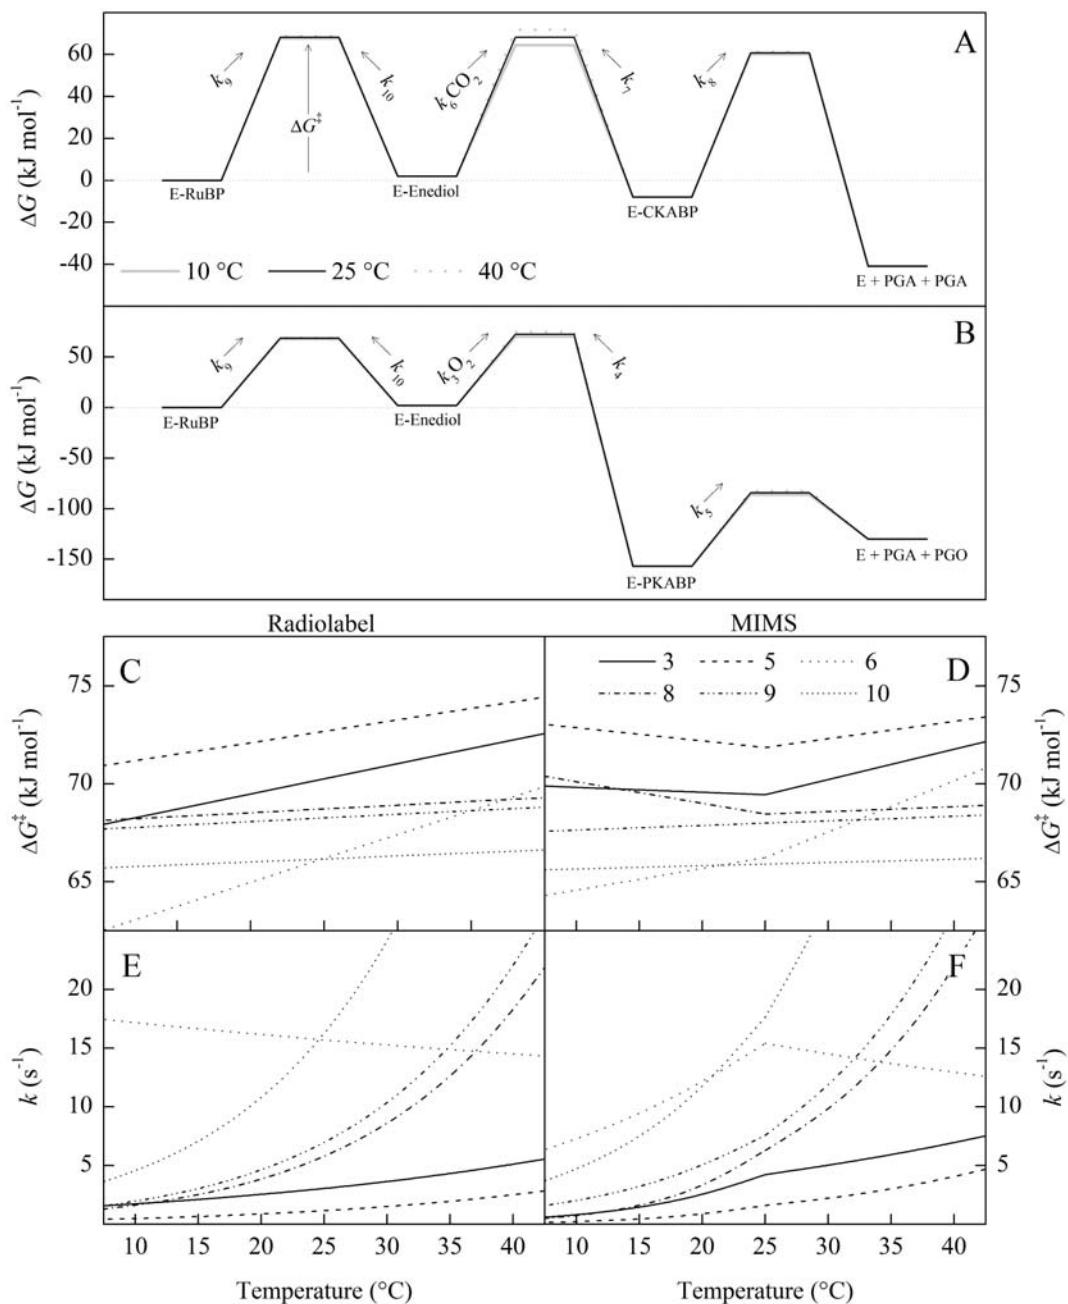 A
60
40
20
0
-20
-40
ΔG (kJ mol⁻¹)
k₉
ΔG‡
k₁₀
k₆CO₂
k₇
k₈
E-RuBP
E-Enediol
E-CKABP
E + PGA + PGA
10 °C
25 °C
40 °C
B
50
0
-50
-100
-150
ΔG (kJ mol⁻¹)
k₉
k₁₀
k₃O₂
k₄
k₅
E-RuBP
E-Enediol
E-PKABP
E + PGA + PGO
Radiolabel
MIMS
C
75
70
65
ΔG‡ (kJ mol⁻¹)
3
5
6
8
9
10
D
75
70
65
ΔG‡ (kJ mol⁻¹)
E
20
15
10
5
k (s⁻¹)
F
20
15
10
5
k (s⁻¹)
10 15 20 25 30 35 40
10 15 20 25 30 35 40
Temperature (°C)
Temperature (°C)